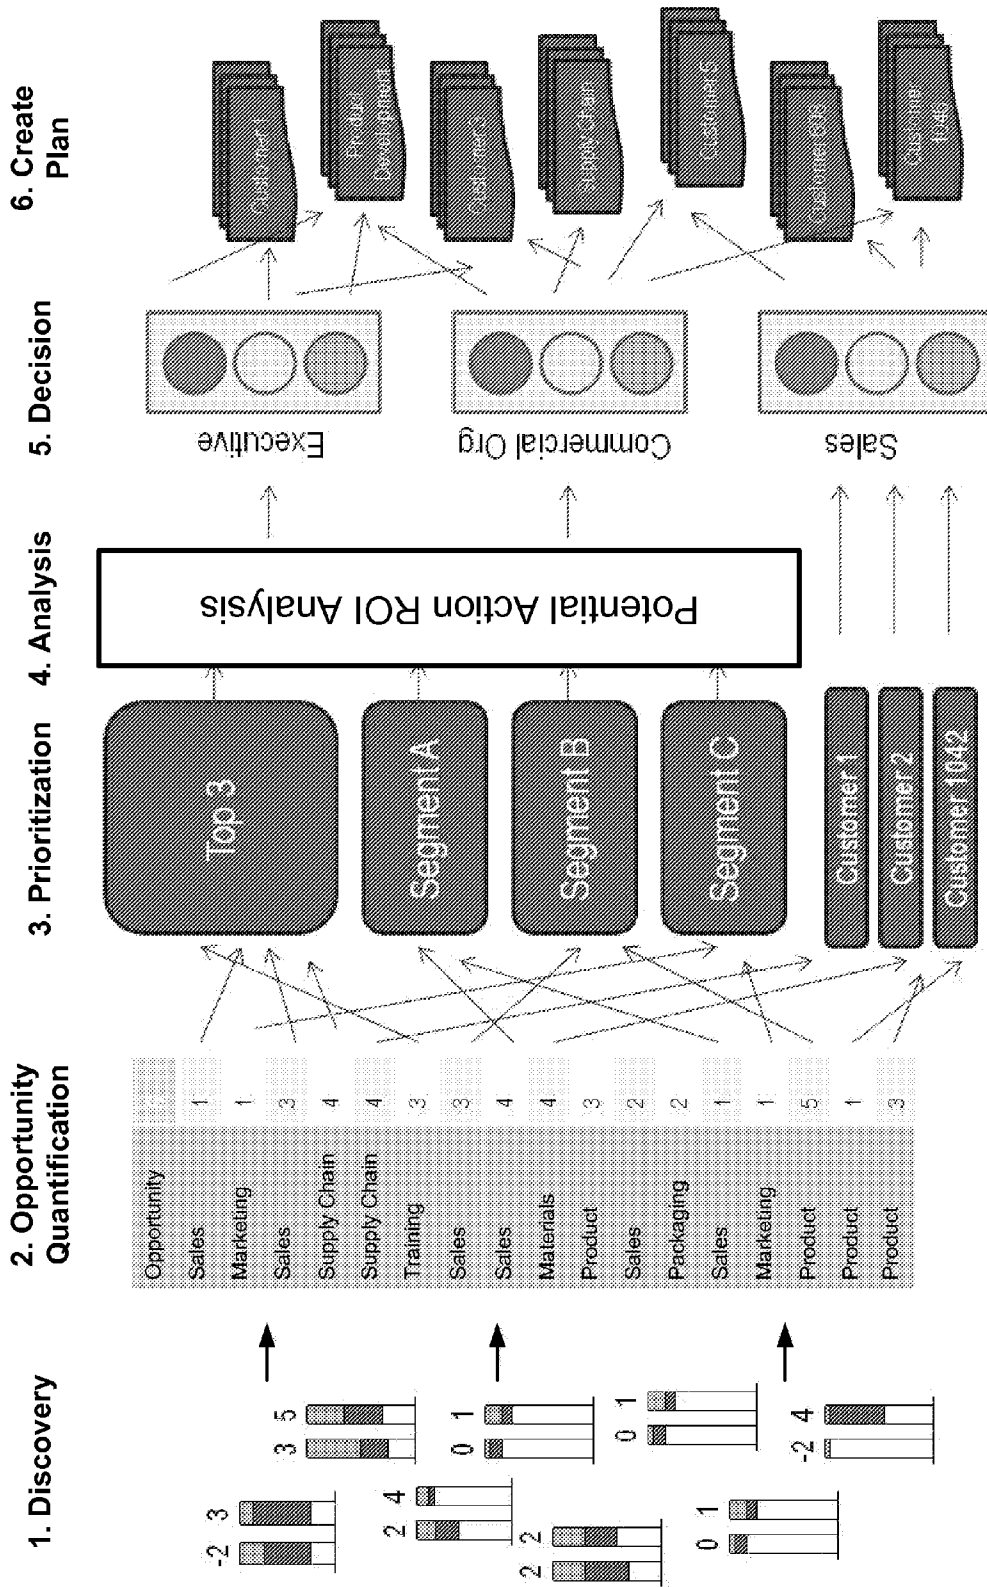 1. Discovery
2. Opportunity
Quantification
3. Prioritization
4. Analysis
5. Decision
6. Create
Plan
-2 3
3 5
2 4
0 1
2 2
0 1
0 1
-2 4
Opportunity
Sales 1
Marketing 1
Sales 3
Supply Chain 4
Supply Chain 4
Training 3
Sales 3
Sales 4
Materials 4
Product 3
Sales 2
Packaging 2
Sales 1
Marketing 1
Product 5
Product 1
Product 3
Top 3
Segment A
Segment B
Segment C
Customer 1
Customer 2
Customer 1042
Potential Action ROI Analysis
Executive
Commercial Org
Sales
Customer 1
Product
Development
Customer 3
Supply Chain
Customer 5
Customer
Customer